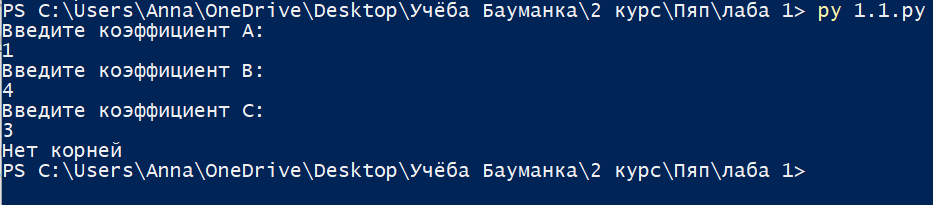 PS C:\Users\Anna\OneDrive\Desktop\Учёба Бауманка\2 курс\Пяп\лаба 1> py 1.1.py
Введите коэффициент А:
1
Введите коэффициент В:
4
Введите коэффициент С:
3
Нет корней
PS C:\Users\Anna\OneDrive\Desktop\Учёба Бауманка\2 курс\Пяп\лаба 1>